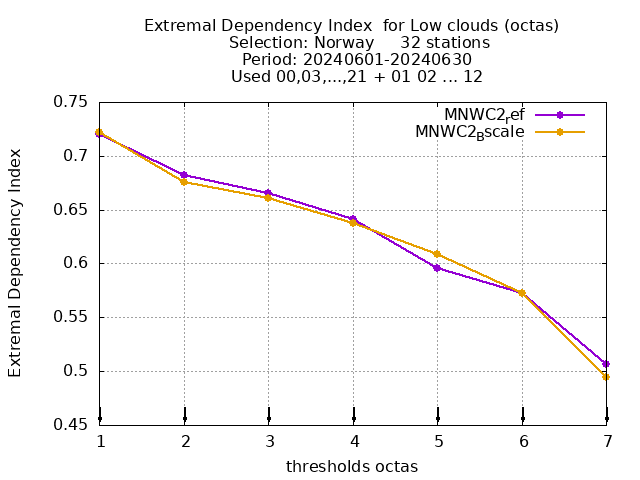 Extremal Dependency Index  for Low clouds (octas)
Selection: Norway     32 stations
Period: 20240601-20240630
Used 00,03,...,21 + 01 02 ... 12
MNWC2ref
MNWC2Bscale
0.75
0.7
0.65
0.6
0.55
0.5
0.45
Extremal Dependency Index
1 2 3 4 5 6 7
thresholds octas